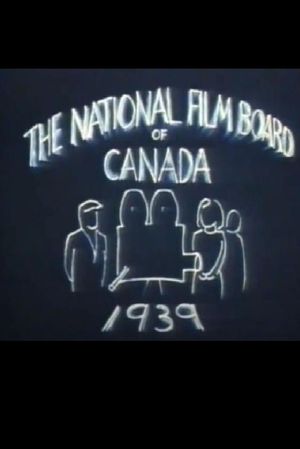 THE NATIONAL FILM BOARD
OF
CANADA
1939